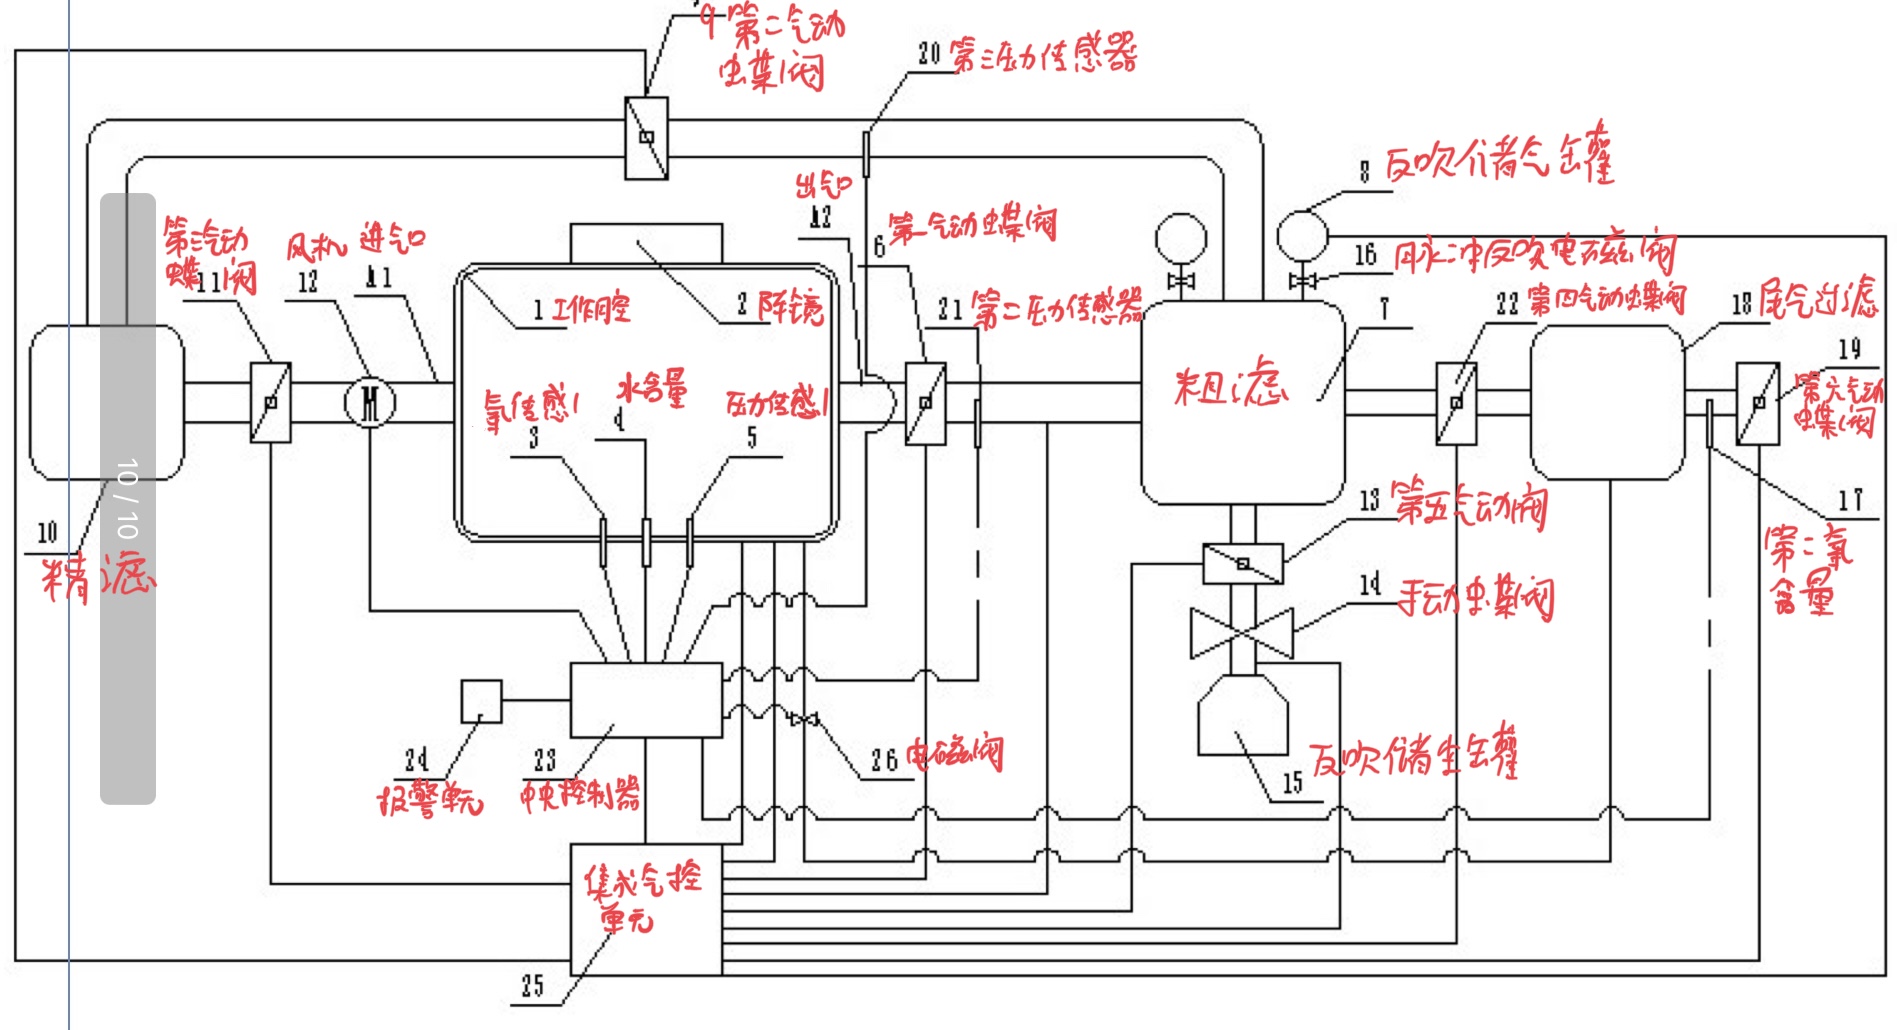 9 第二气动
蝶阀
20 第三压力传感器
8 反吹储气罐
出气口
A2
6 第一气动蝶阀
16 脉冲反吹电磁阀
第三气动
蝶阀
11
风机
12
进气口
A1
1 工作腔
2 阵镜
21 第二压力传感器
7
22 第四气动蝶阀
18 尾气过滤
19
第六气动
蝶阀
M
氧传感1
3
水含量
4
压力传感1
5
粗滤
10
精滤
10 / 10
13 第五气动阀
17
第二氧
含量
14 手动蝶阀
24
报警单元
23
中央控制器
26 电磁阀
15
反吹储尘罐
集成气控
单元
25